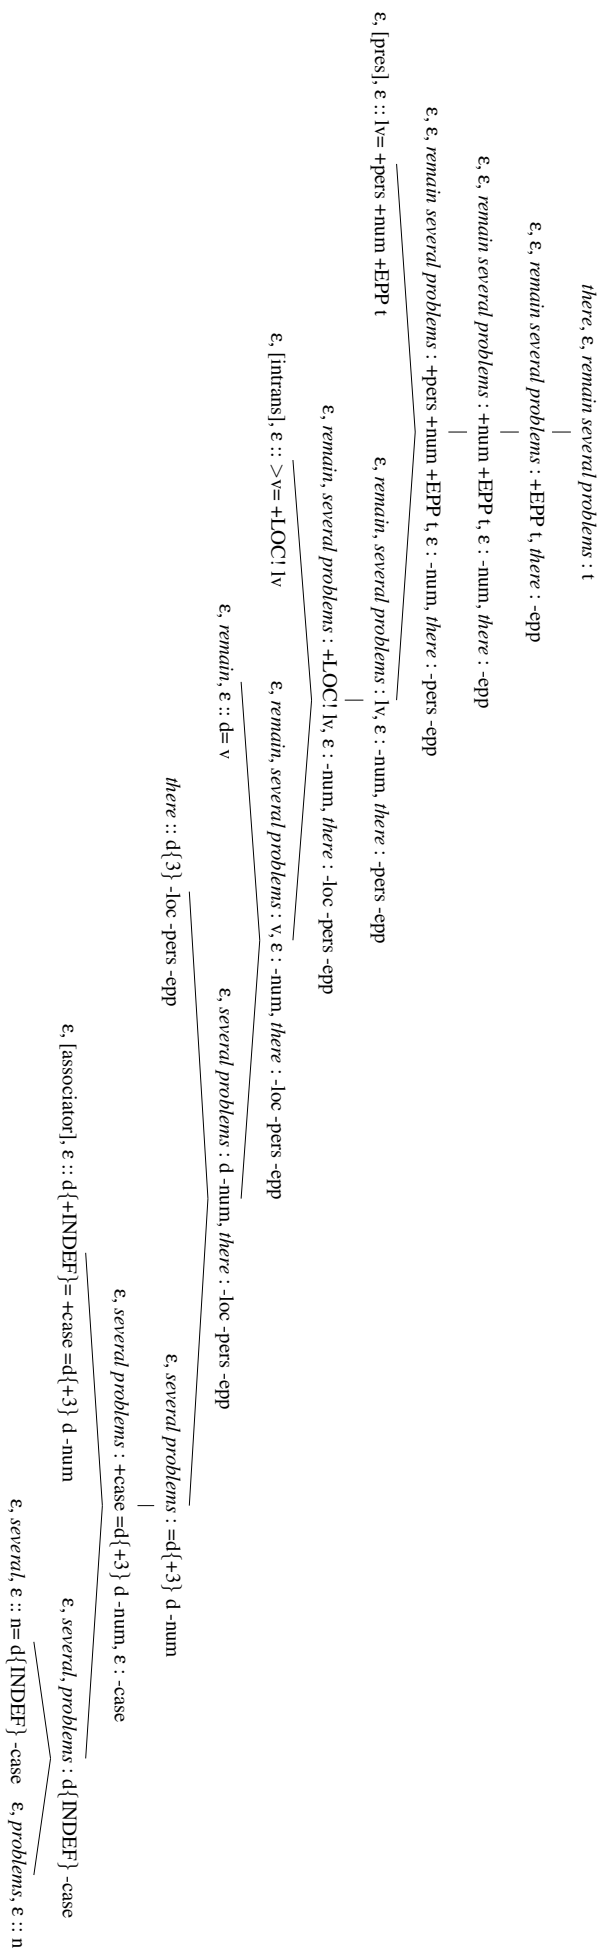 there, ε, remain several problems : t
ε, ε, remain several problems : +EPP t, there : -epp
ε, ε, remain several problems : +num +EPP t, ε : -num, there : -epp
ε, ε, remain several problems : +pers +num +EPP t, ε : -num, there : -pers -epp
ε, [pres], ε :: lv= +pers +num +EPP t
ε, remain, several problems : lv, ε : -num, there : -pers -epp
ε, remain, several problems : +LOC! lv, ε : -num, there : -loc -pers -epp
ε, [intrans], ε :: >v= +LOC! lv
ε, remain, several problems : v, ε : -num, there : -loc -pers -epp
ε, remain, ε :: d= v
ε, several problems : d -num, there : -loc -pers -epp
there :: d{3} -loc -pers -epp
ε, several problems : =d{+3} d -num
ε, several problems : +case =d{+3} d -num, ε : -case
ε, [associator], ε :: d{+INDEF}= +case =d{+3} d -num
ε, several, problems : d{INDEF} -case
ε, several, ε :: n= d{INDEF} -case
ε, problems, ε :: n